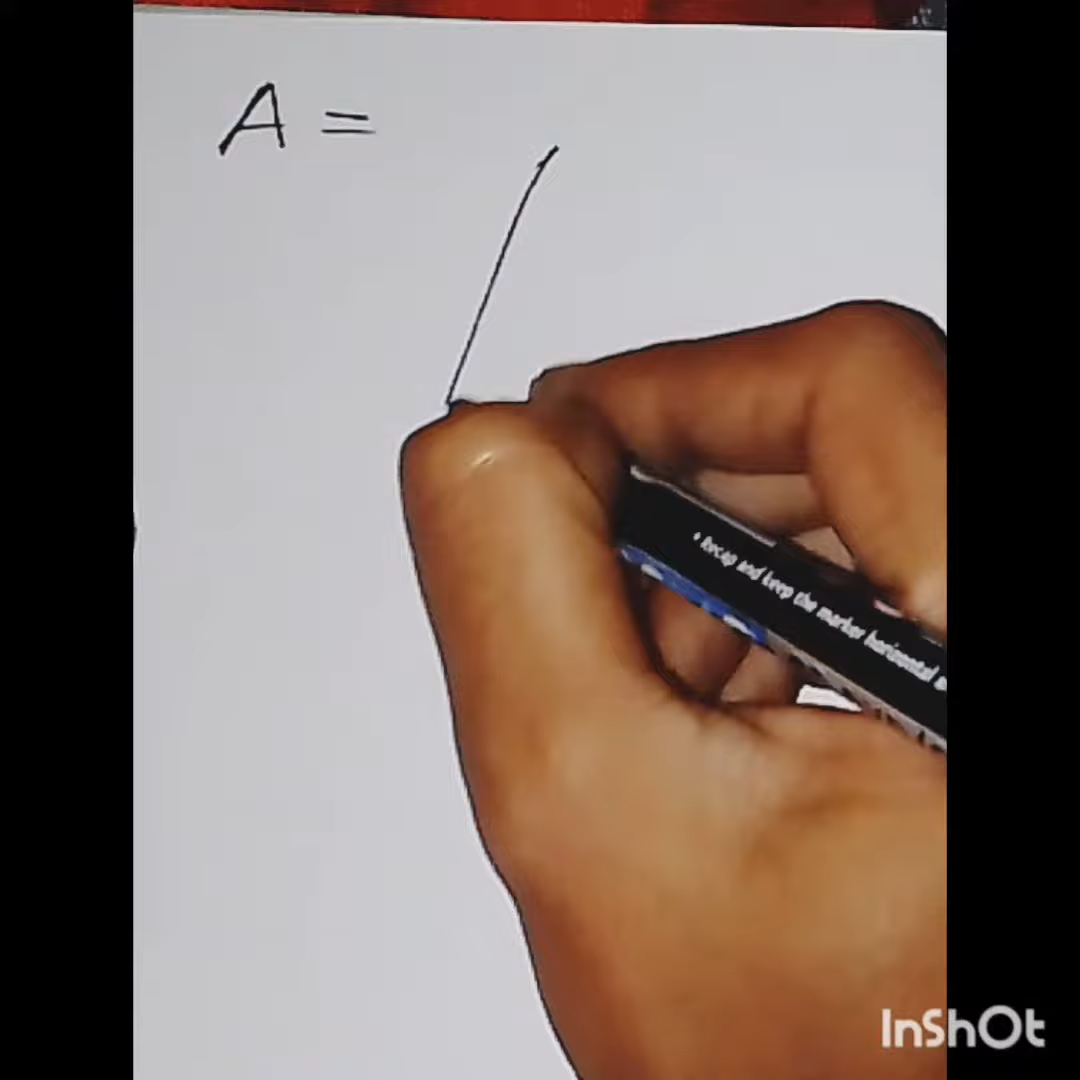 A =
• Recap and keep the marker horizontal
InShOt